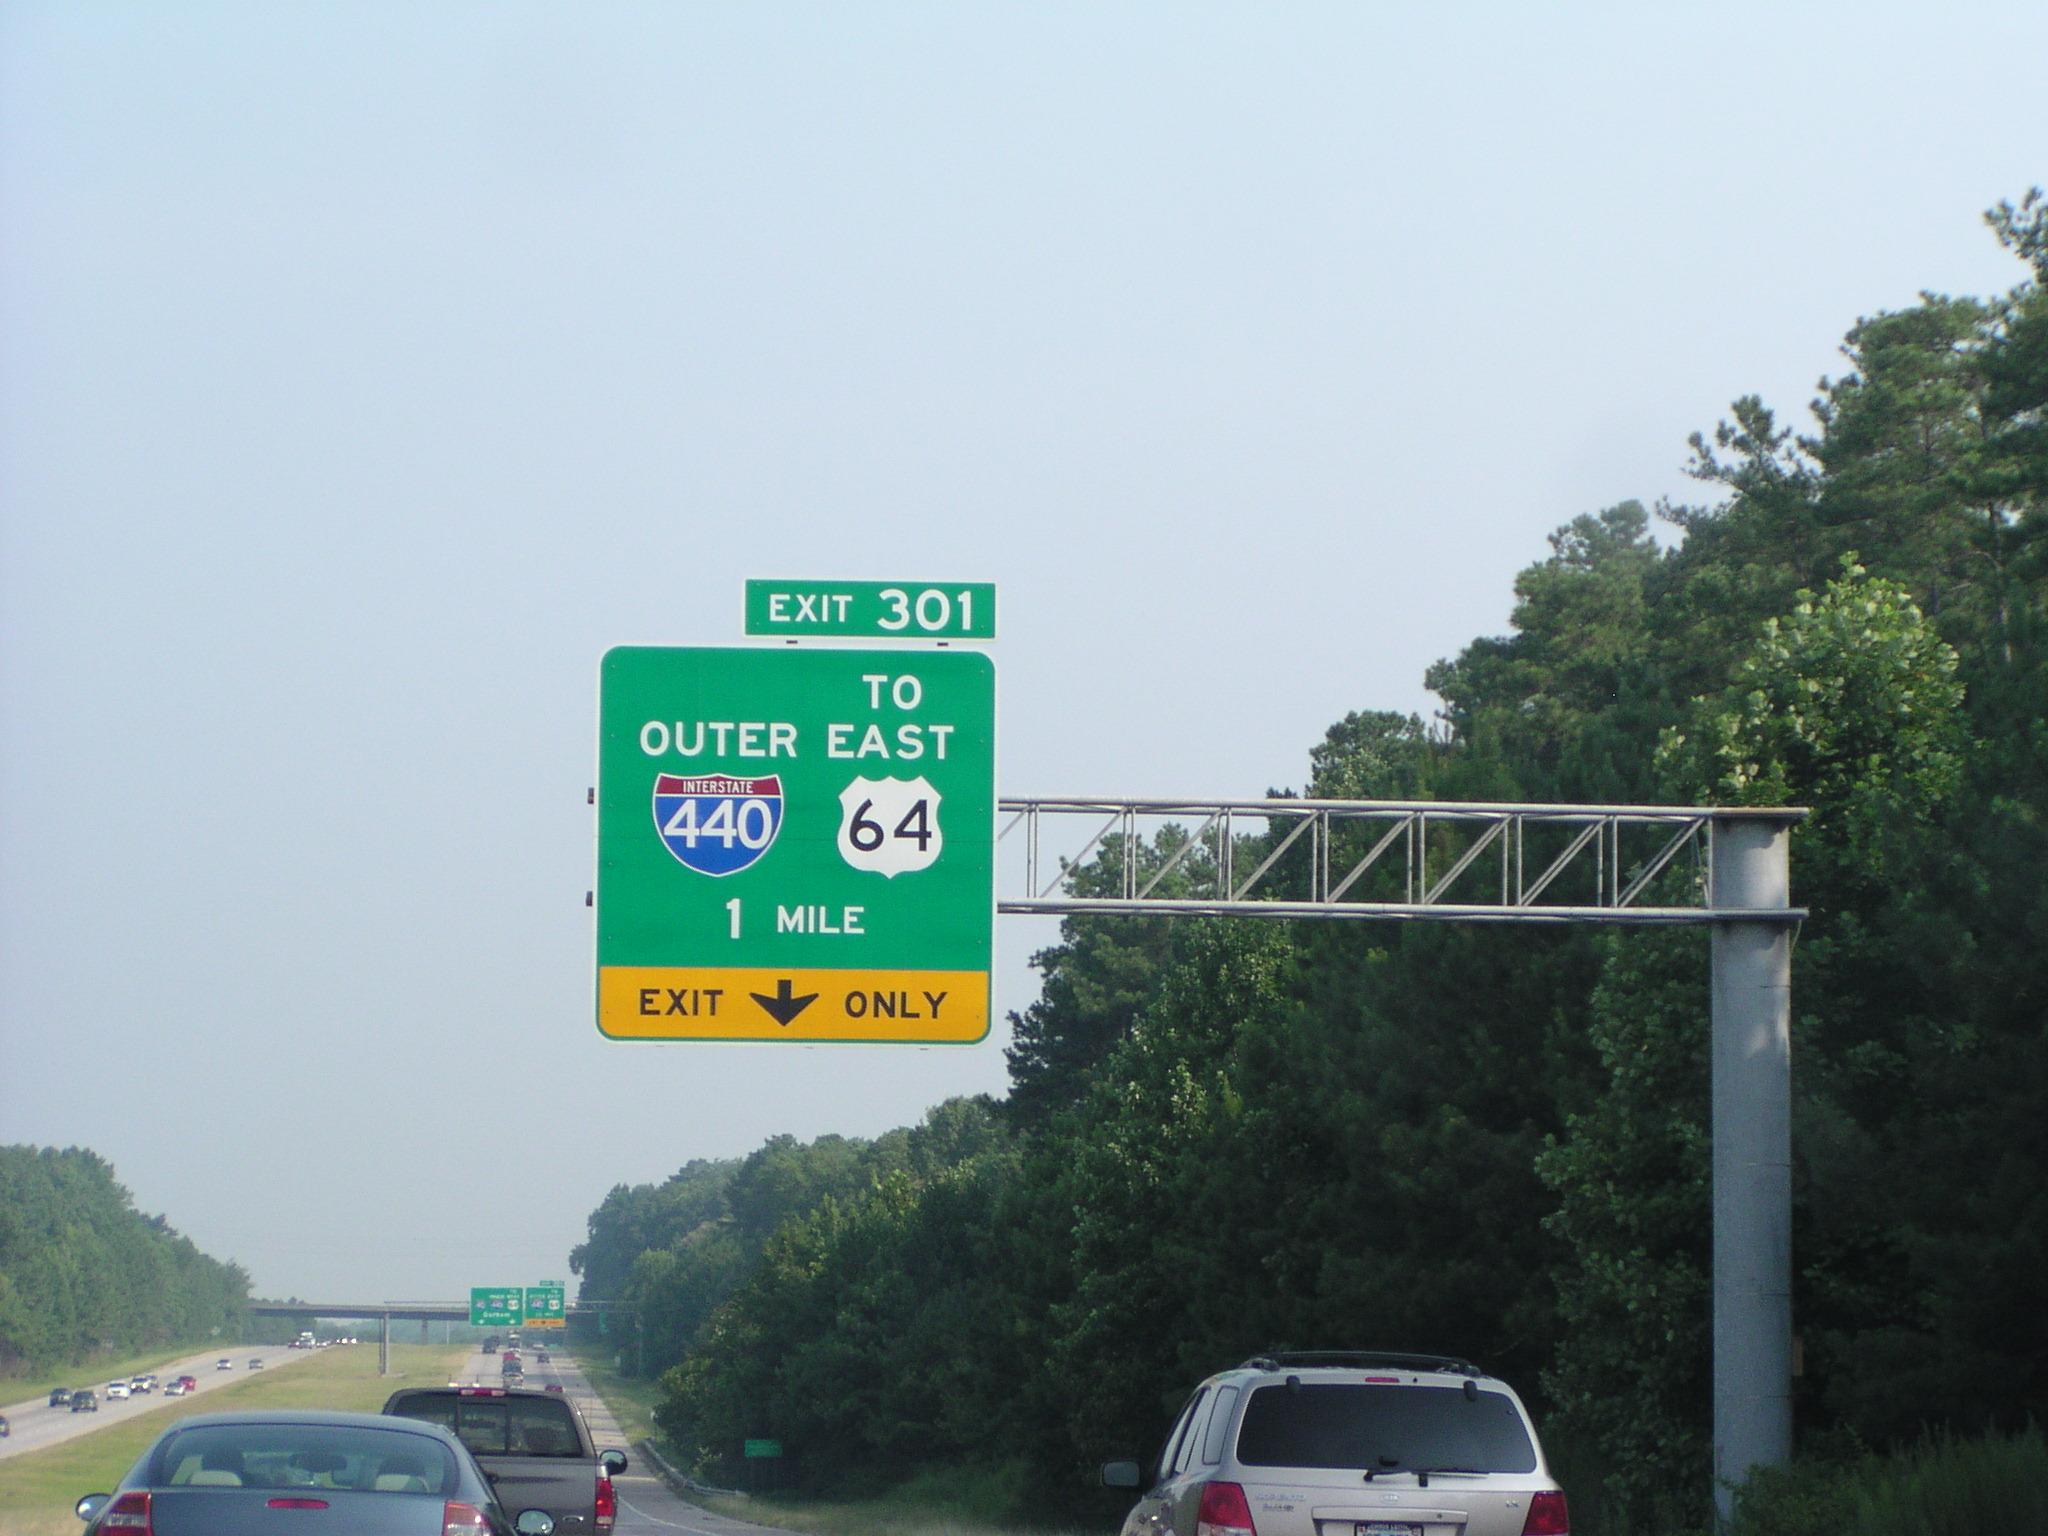 EXIT 301
TO
OUTER EAST
INTERSTATE
440 64
1 MILE
EXIT ONLY